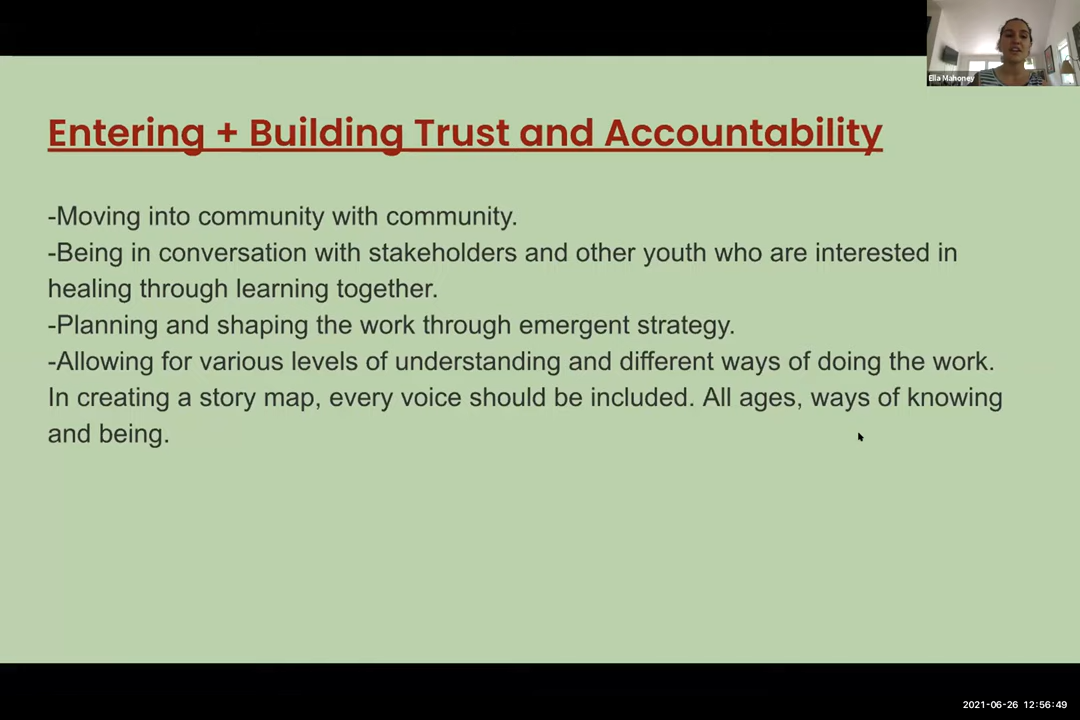 Ella Mahoney
Entering + Building Trust and Accountability
-Moving into community with community.
-Being in conversation with stakeholders and other youth who are interested in
healing through learning together.
-Planning and shaping the work through emergent strategy.
-Allowing for various levels of understanding and different ways of doing the work.
In creating a story map, every voice should be included. All ages, ways of knowing
and being.
2021-06-26 12:56:49